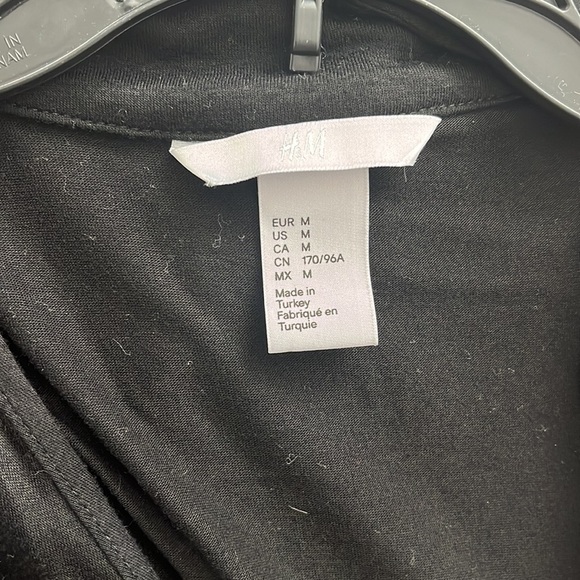 IN
NAM
H&M
EUR M
US M
CA M
CN 170/96A
MX M
Made in
Turkey
Fabriqué en
Turquie